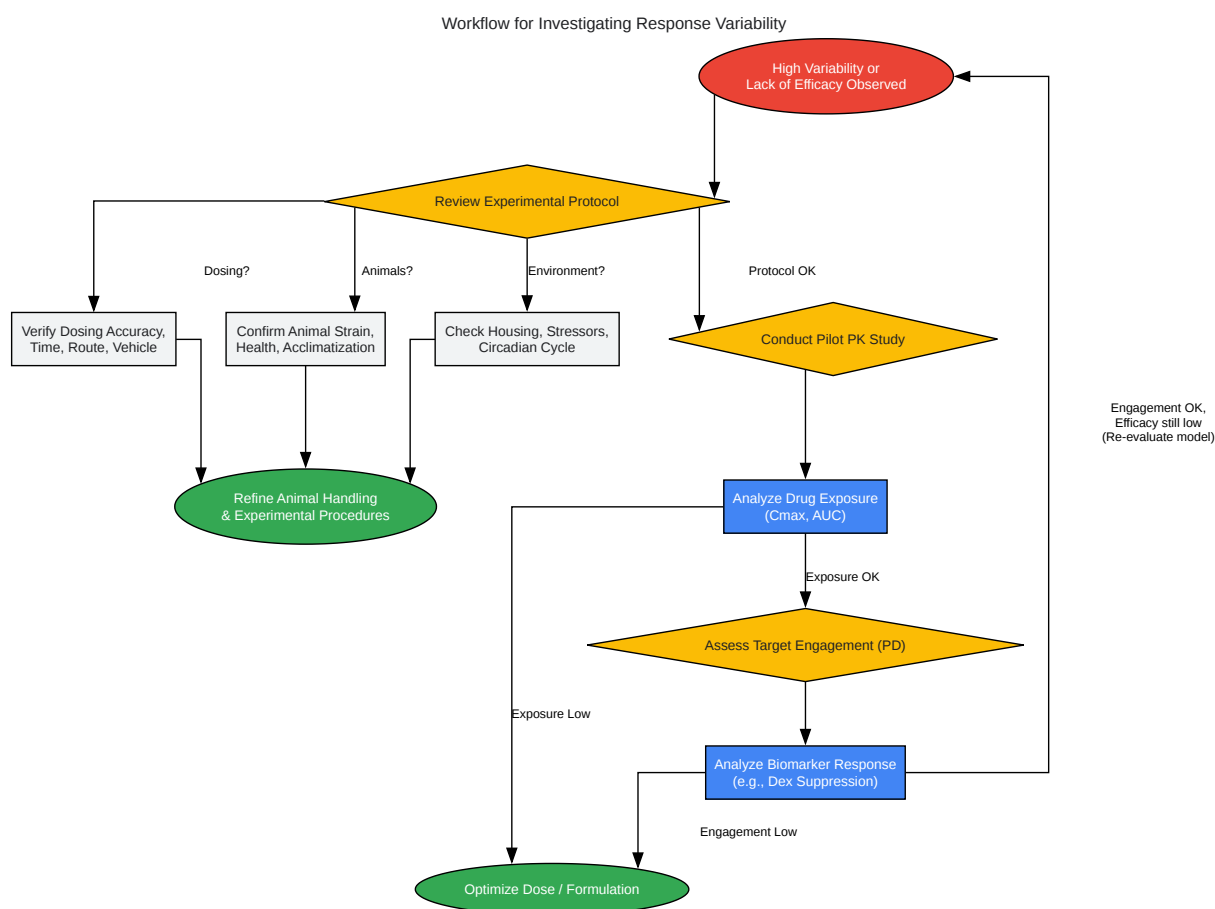 Workflow for Investigating Response Variability
High Variability or
Lack of Efficacy Observed
Review Experimental Protocol
Dosing?
Animals?
Environment?
Protocol OK
Verify Dosing Accuracy,
Time, Route, Vehicle
Confirm Animal Strain,
Health, Acclimatization
Check Housing, Stressors,
Circadian Cycle
Conduct Pilot PK Study
Engagement OK,
Efficacy still low
(Re-evaluate model)
Refine Animal Handling
& Experimental Procedures
Analyze Drug Exposure
(Cmax, AUC)
Exposure OK
Assess Target Engagement (PD)
Exposure Low
Analyze Biomarker Response
(e.g., Dex Suppression)
Engagement Low
Optimize Dose / Formulation